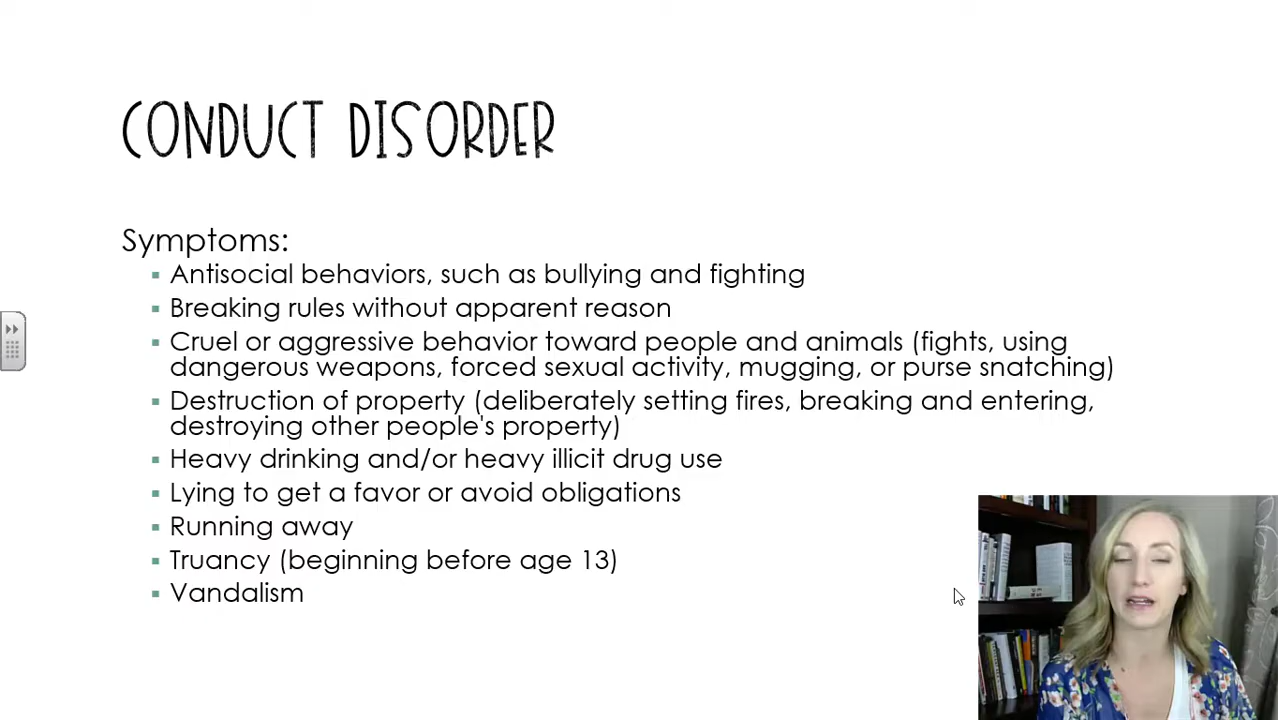 CONDUCT DISORDER
Symptoms:
▪ Antisocial behaviors, such as bullying and fighting
▪ Breaking rules without apparent reason
▪ Cruel or aggressive behavior toward people and animals (fights, using
dangerous weapons, forced sexual activity, mugging, or purse snatching)
▪ Destruction of property (deliberately setting fires, breaking and entering,
destroying other people's property)
▪ Heavy drinking and/or heavy illicit drug use
▪ Lying to get a favor or avoid obligations
▪ Running away
▪ Truancy (beginning before age 13)
▪ Vandalism